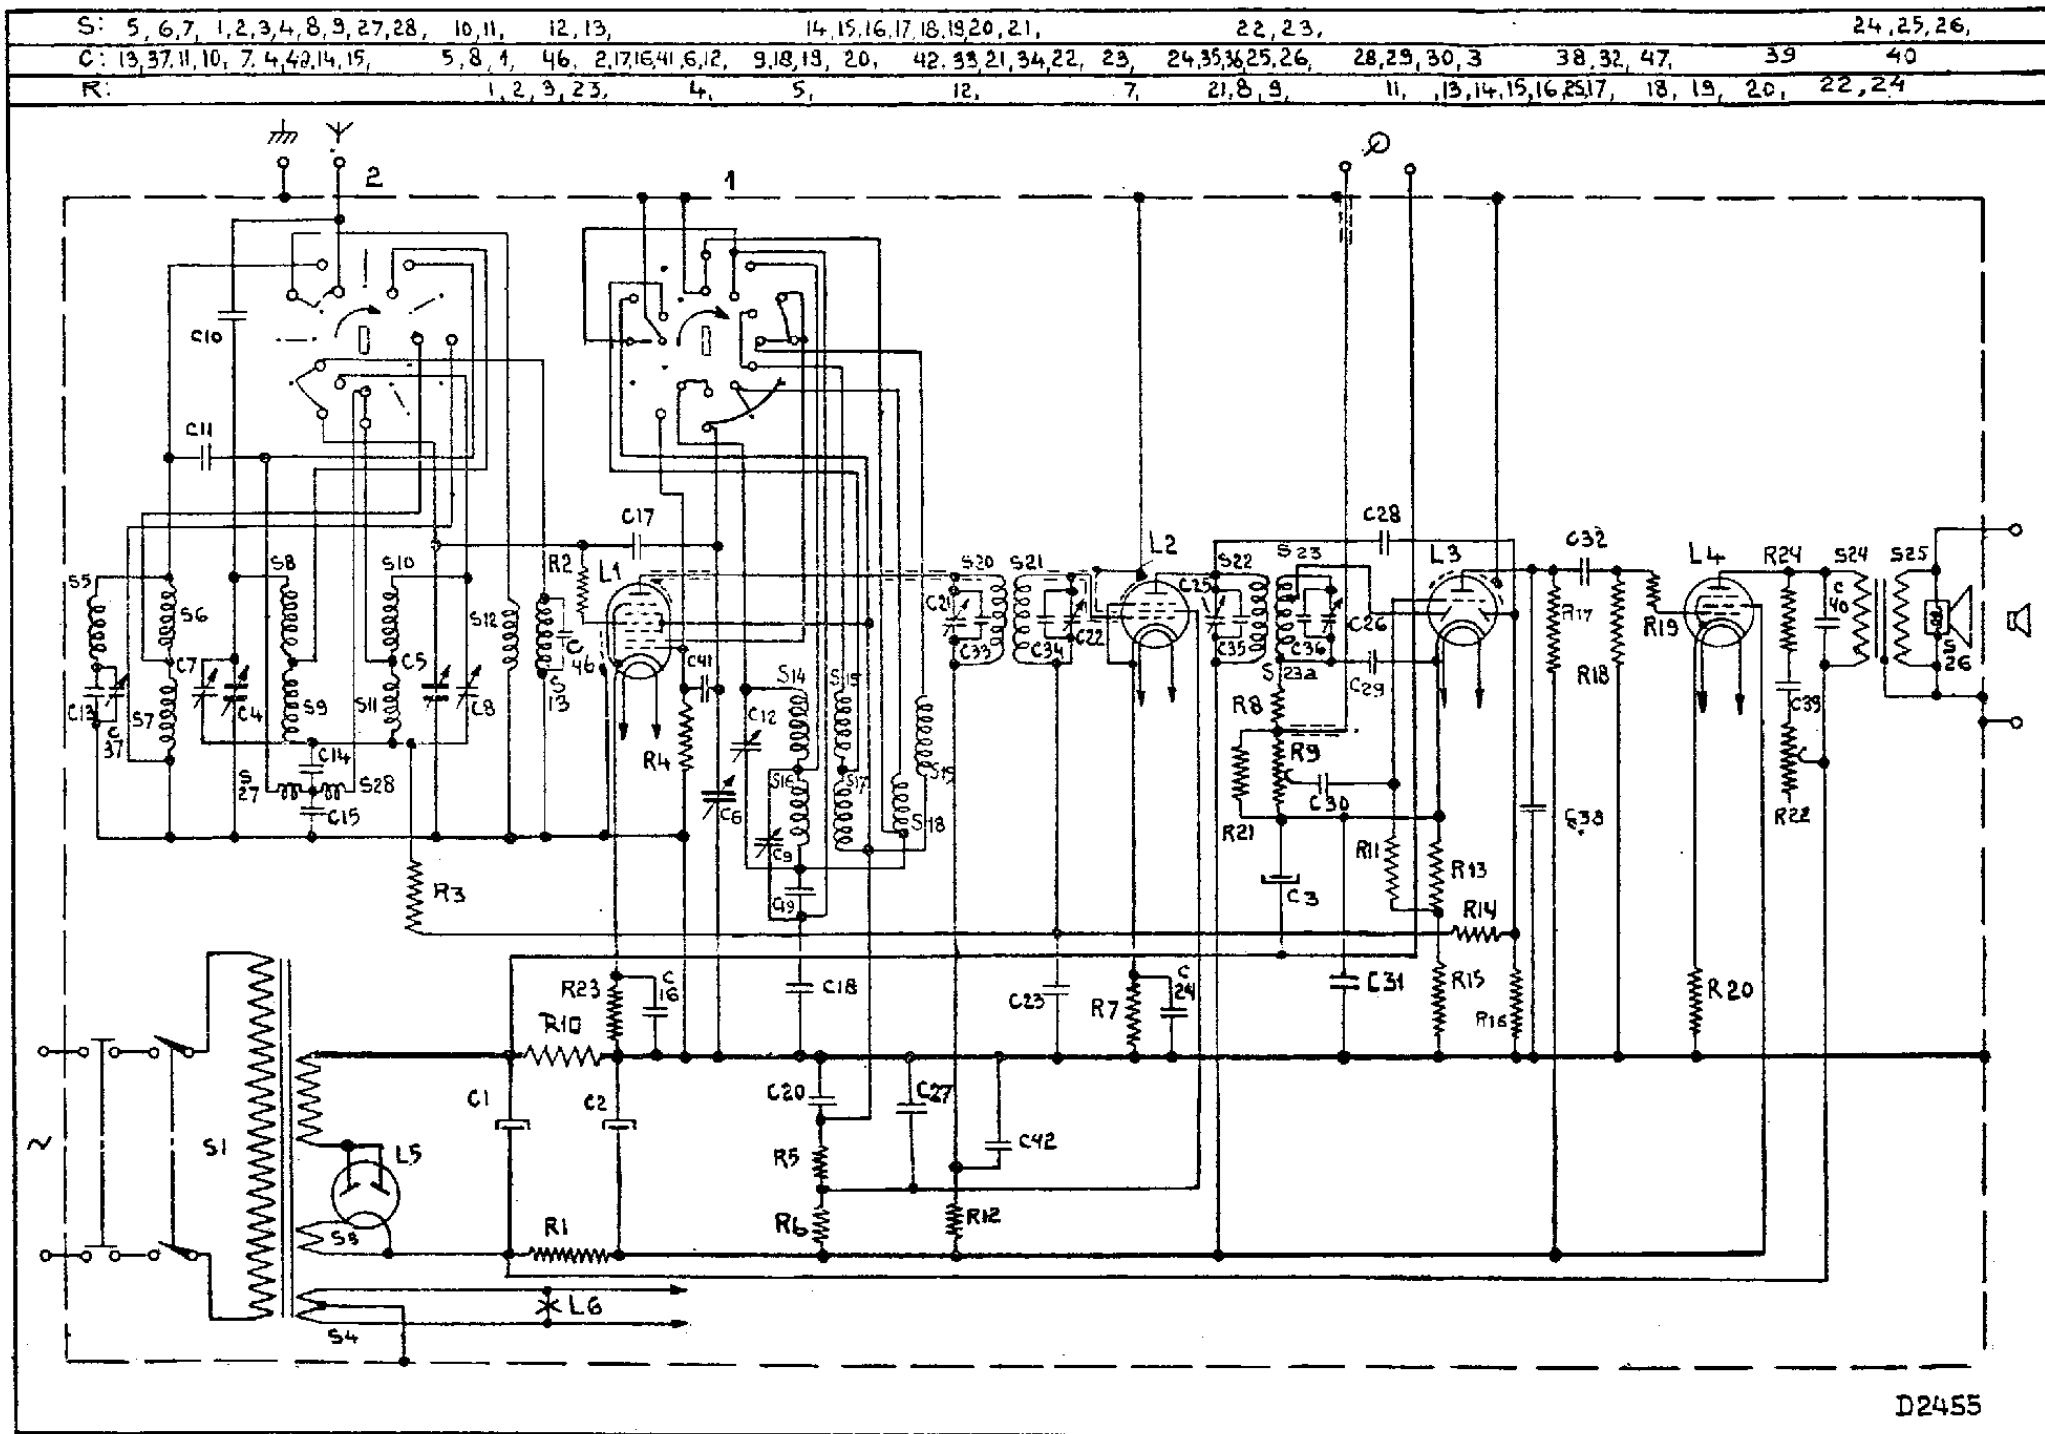 S: 5, 6,7, 1,2,3,4,8,9,27,28, 10,11, 12,13, 14,15,16,17,18,19,20,21, 22,23, 24,25,26,
C: 13,37,11,10, 7, 4,42,14,15, 5,8,1, 46, 2,17,16,41,6,12, 9,18,19, 20, 42,33,21,34,22, 23, 24,35,36,25,26, 28,29,30,3 38,32,47, 39 40
R: 1,2,3,23, 4, 5, 12, 7, 21,8,9, 11, 13,14,15,16,25,17, 18, 19, 20, 22,24
2 1
C10
C11
C17 C28 C32
R2 L1 L2 L3 L4
S5 S8 S10 S20 S21 S22 S23 R24 S24 S25
S6 S12 C21 C25 R17 C40
C7 C5 C46 C41 C33 C34 C22 C35 C36 C26 R19 S26
S7 C4 S9 S11 C8 S13 S14 S15 S23a C29 R18
C13 C37 C14 R4 C12 R8 C39
S27 S28 S16 S17 S19 R9
C15 C6 S18 C30 C38 R22
C9 R21 R11
R3 C19 C3 R13
R14
R23 C16 C18 C23 R7 C24 C31 R15 R20
R10 R16
C1 C2 C20 C27
~ S1 L5 C42
R5
S3 R1 R6 R12
L6
S4
D2455